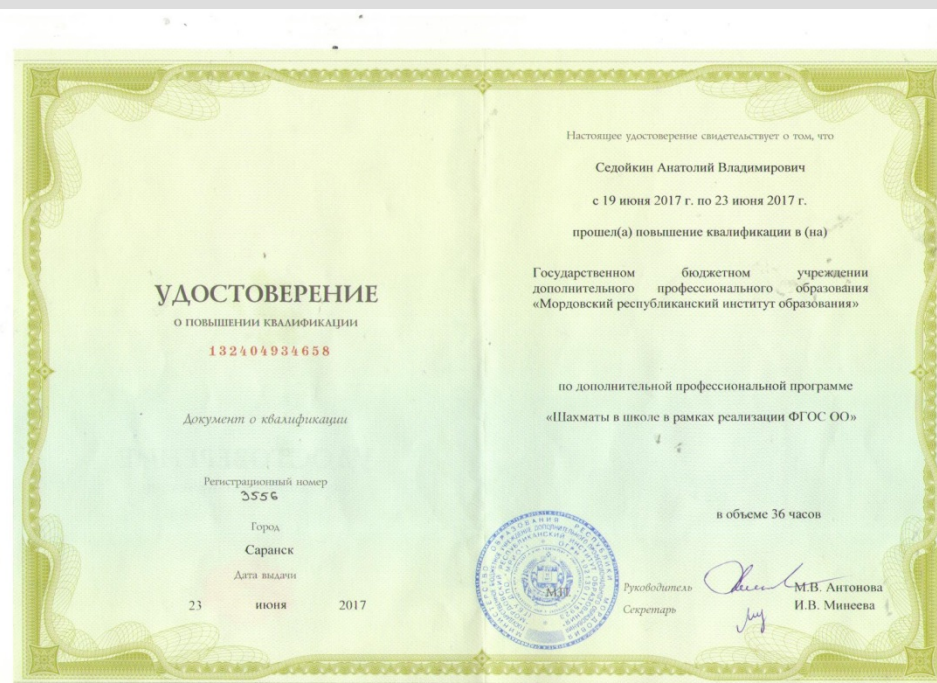 УДОСТОВЕРЕНИЕ
О ПОВЫШЕНИИ КВАЛИФИКАЦИИ
132404934658
Документ о квалификации
Регистрационный номер
3556
Город
Саранск
Дата выдачи
23 июня 2017
Настоящее удостоверение свидетельствует о том, что
Седойкин Анатолий Владимирович
с 19 июня 2017 г. по 23 июня 2017 г.
прошел(а) повышение квалификации в (на)
Государственном бюджетном учреждении
дополнительного профессионального образования
«Мордовский республиканский институт образования»
по дополнительной профессиональной программе
«Шахматы в школе в рамках реализации ФГОС ОО»
в объеме 36 часов
МП
Руководитель М.В. Антонова
Секретарь И.В. Минеева